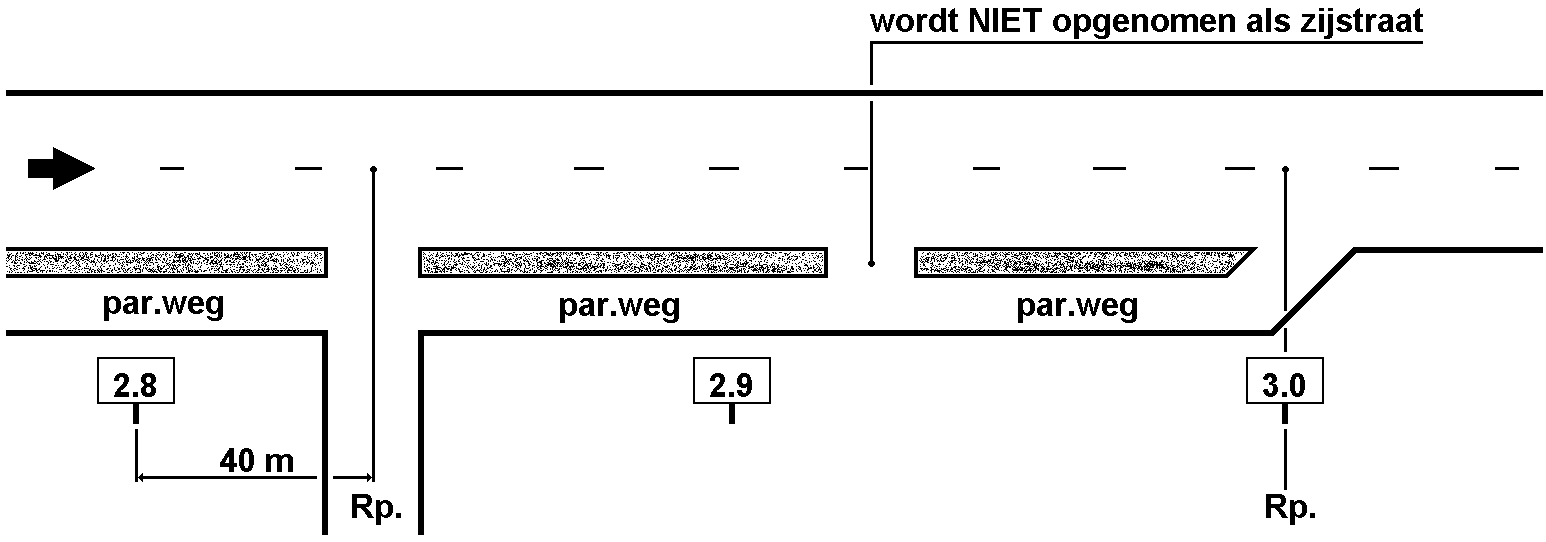 wordt NIET opgenomen als zijstraat
par.weg par.weg par.weg
2.8 2.9 3.0
40 m
Rp. Rp.